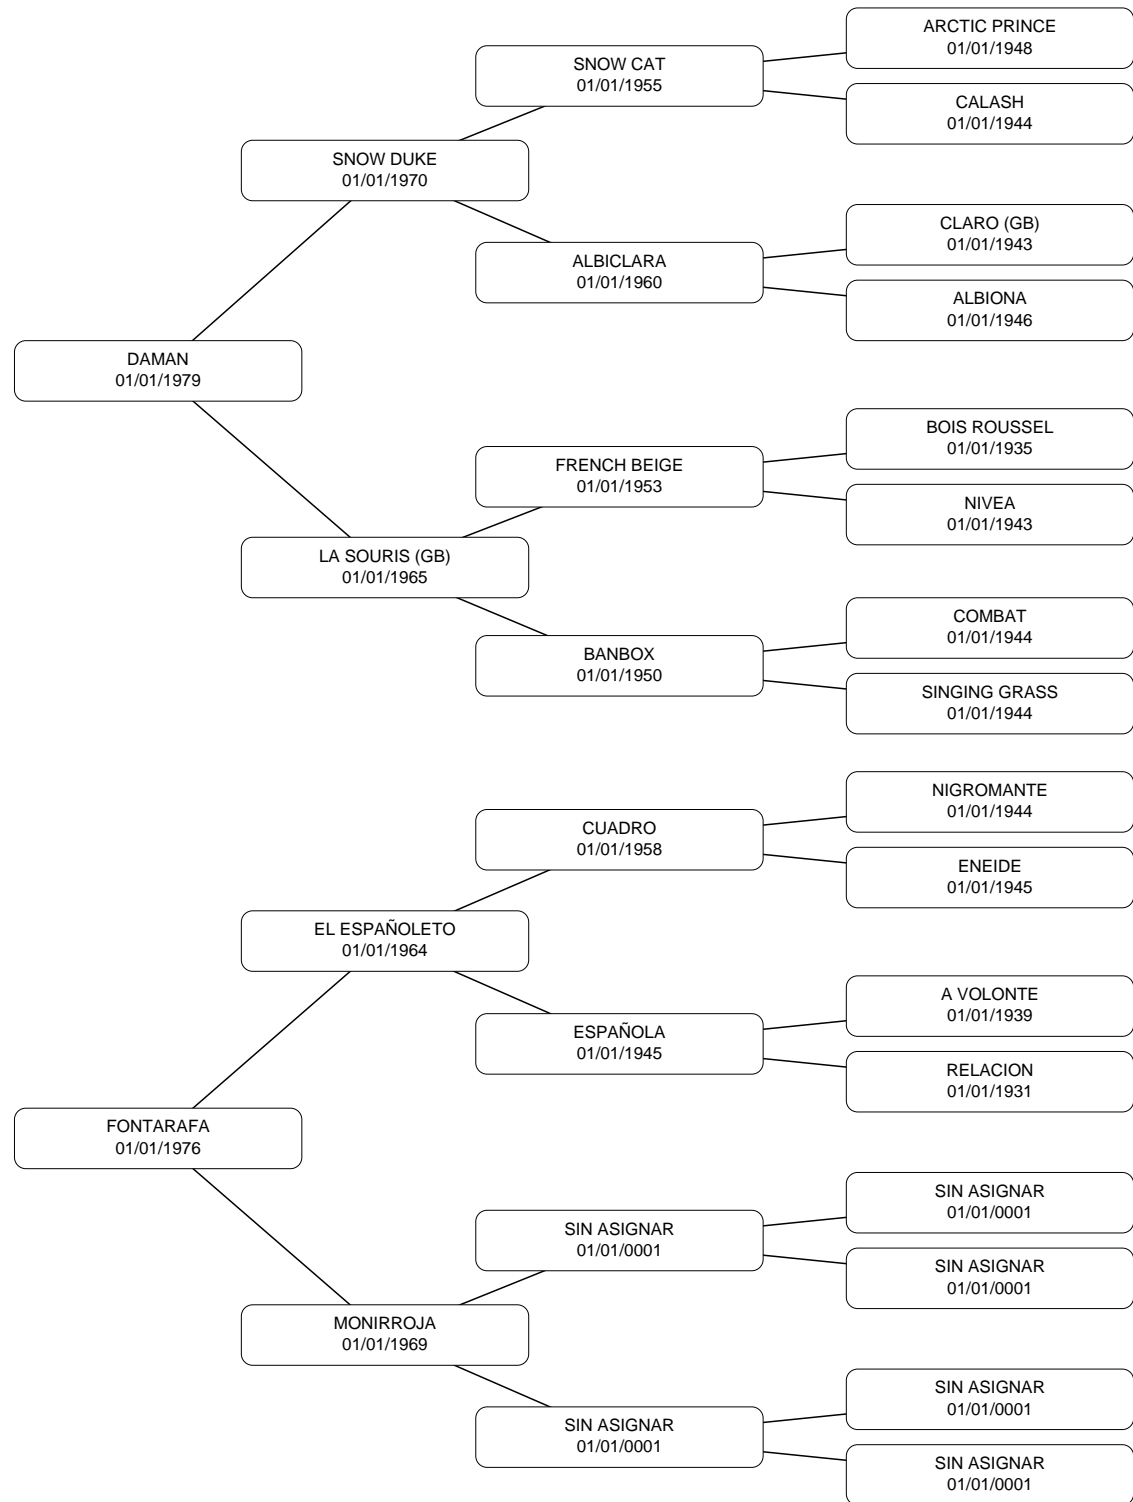 ARCTIC PRINCE
01/01/1948
SNOW CAT
01/01/1955
CALASH
01/01/1944
SNOW DUKE
01/01/1970
CLARO (GB)
01/01/1943
ALBICLARA
01/01/1960
ALBIONA
01/01/1946
DAMAN
01/01/1979
BOIS ROUSSEL
01/01/1935
FRENCH BEIGE
01/01/1953
NIVEA
01/01/1943
LA SOURIS (GB)
01/01/1965
COMBAT
01/01/1944
BANBOX
01/01/1950
SINGING GRASS
01/01/1944
NIGROMANTE
01/01/1944
CUADRO
01/01/1958
ENEIDE
01/01/1945
EL ESPAÑOLETO
01/01/1964
A VOLONTE
01/01/1939
ESPAÑOLA
01/01/1945
RELACION
01/01/1931
FONTARAFA
01/01/1976
SIN ASIGNAR
01/01/0001
SIN ASIGNAR
01/01/0001
SIN ASIGNAR
01/01/0001
MONIRROJA
01/01/1969
SIN ASIGNAR
01/01/0001
SIN ASIGNAR
01/01/0001
SIN ASIGNAR
01/01/0001